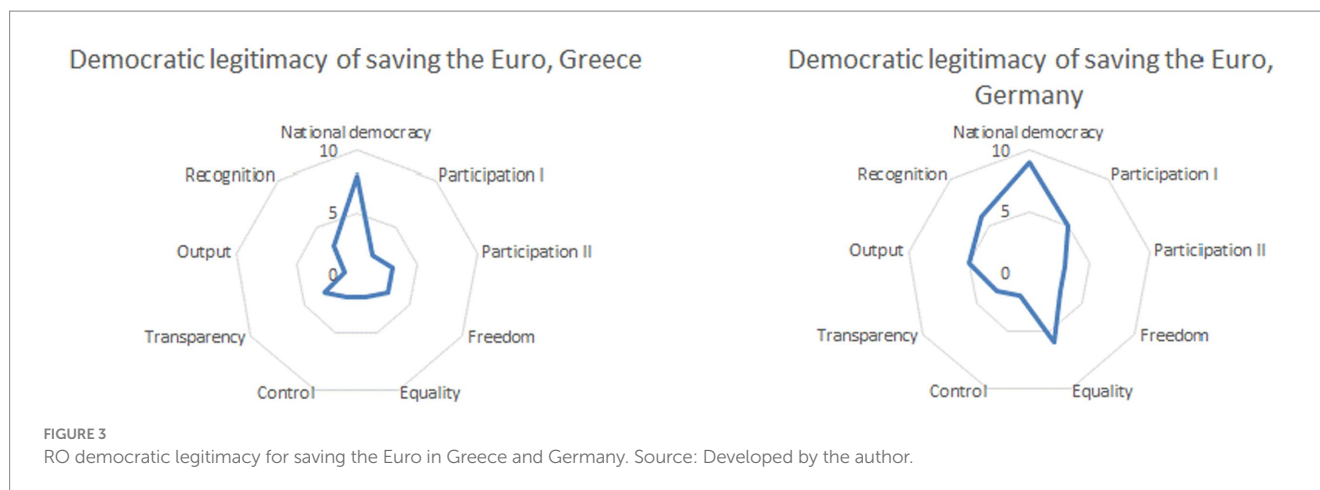 Democratic legitimacy of saving the Euro, Greece
National democracy
10
Recognition
Participation I
5
Output
Participation II
0
Transparency
Freedom
Control
Equality
Democratic legitimacy of saving the Euro,
Germany
National democracy
10
Recognition
Participation I
5
Output
Participation II
0
Transparency
Freedom
Control
Equality
FIGURE 3
RO democratic legitimacy for saving the Euro in Greece and Germany. Source: Developed by the author.